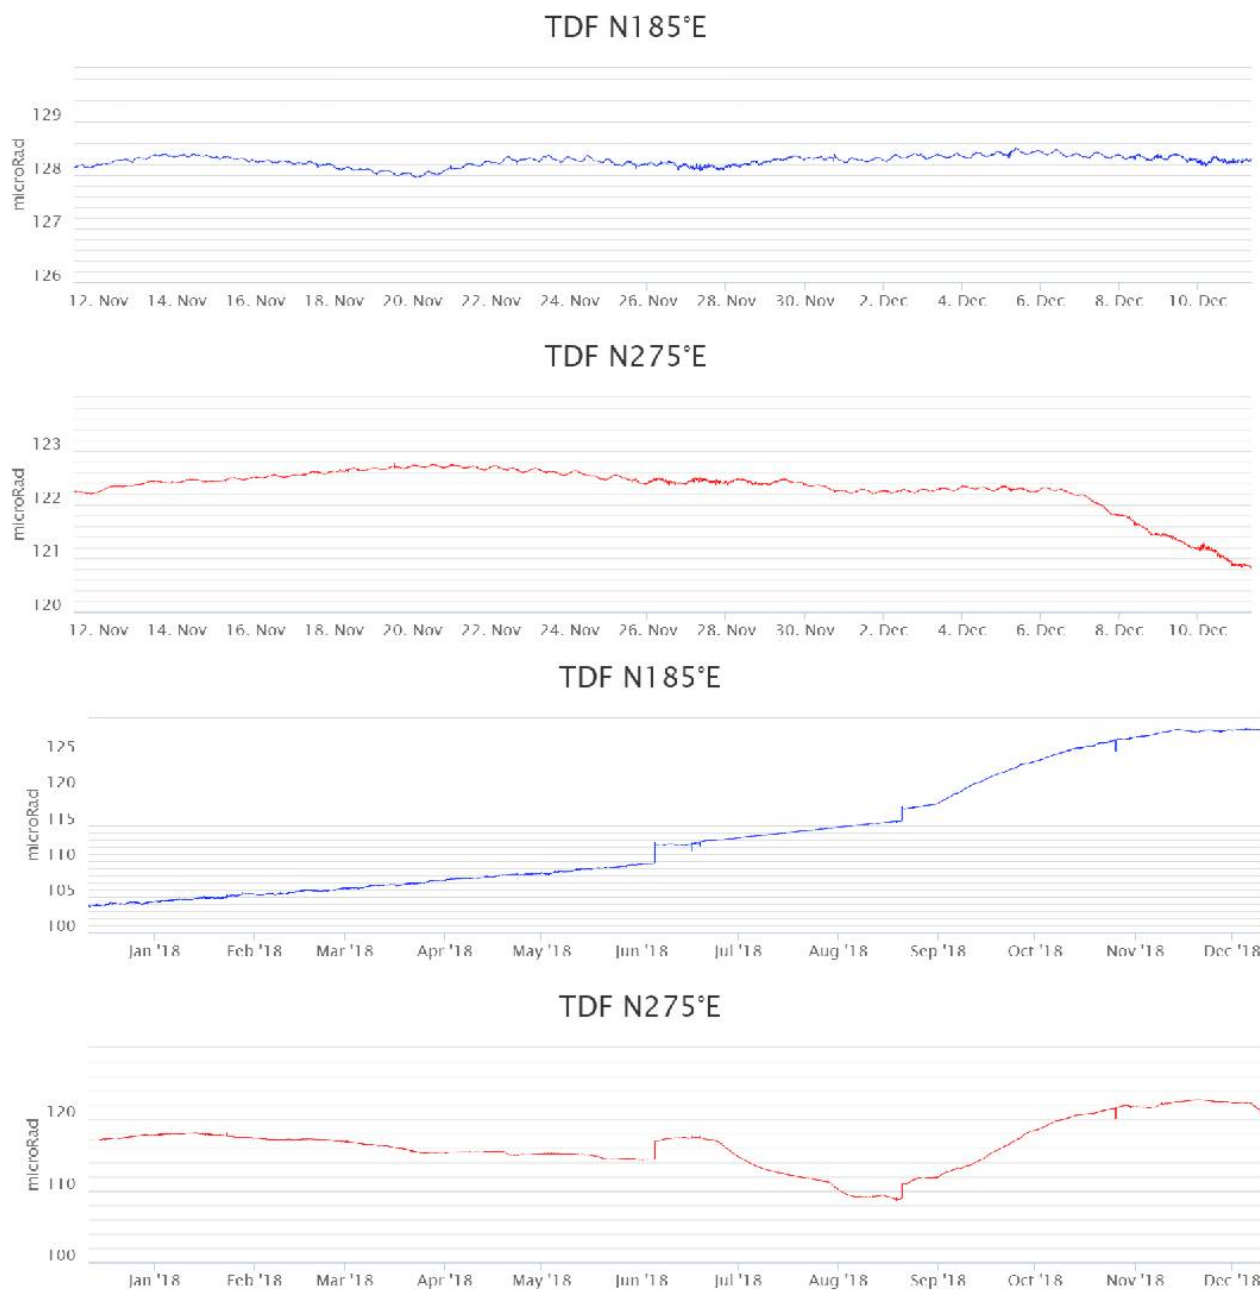 TDF N185°E
129
128
127
126
microRad
12. Nov 14. Nov 16. Nov 18. Nov 20. Nov 22. Nov 24. Nov 26. Nov 28. Nov 30. Nov 2. Dec 4. Dec 6. Dec 8. Dec 10. Dec
TDF N275°E
123
122
121
120
microRad
12. Nov 14. Nov 16. Nov 18. Nov 20. Nov 22. Nov 24. Nov 26. Nov 28. Nov 30. Nov 2. Dec 4. Dec 6. Dec 8. Dec 10. Dec
TDF N185°E
125
120
115
110
105
100
microRad
Jan '18 Feb '18 Mar '18 Apr '18 May '18 Jun '18 Jul '18 Aug '18 Sep '18 Oct '18 Nov '18 Dec '18
TDF N275°E
120
110
100
microRad
Jan '18 Feb '18 Mar '18 Apr '18 May '18 Jun '18 Jul '18 Aug '18 Sep '18 Oct '18 Nov '18 Dec '18